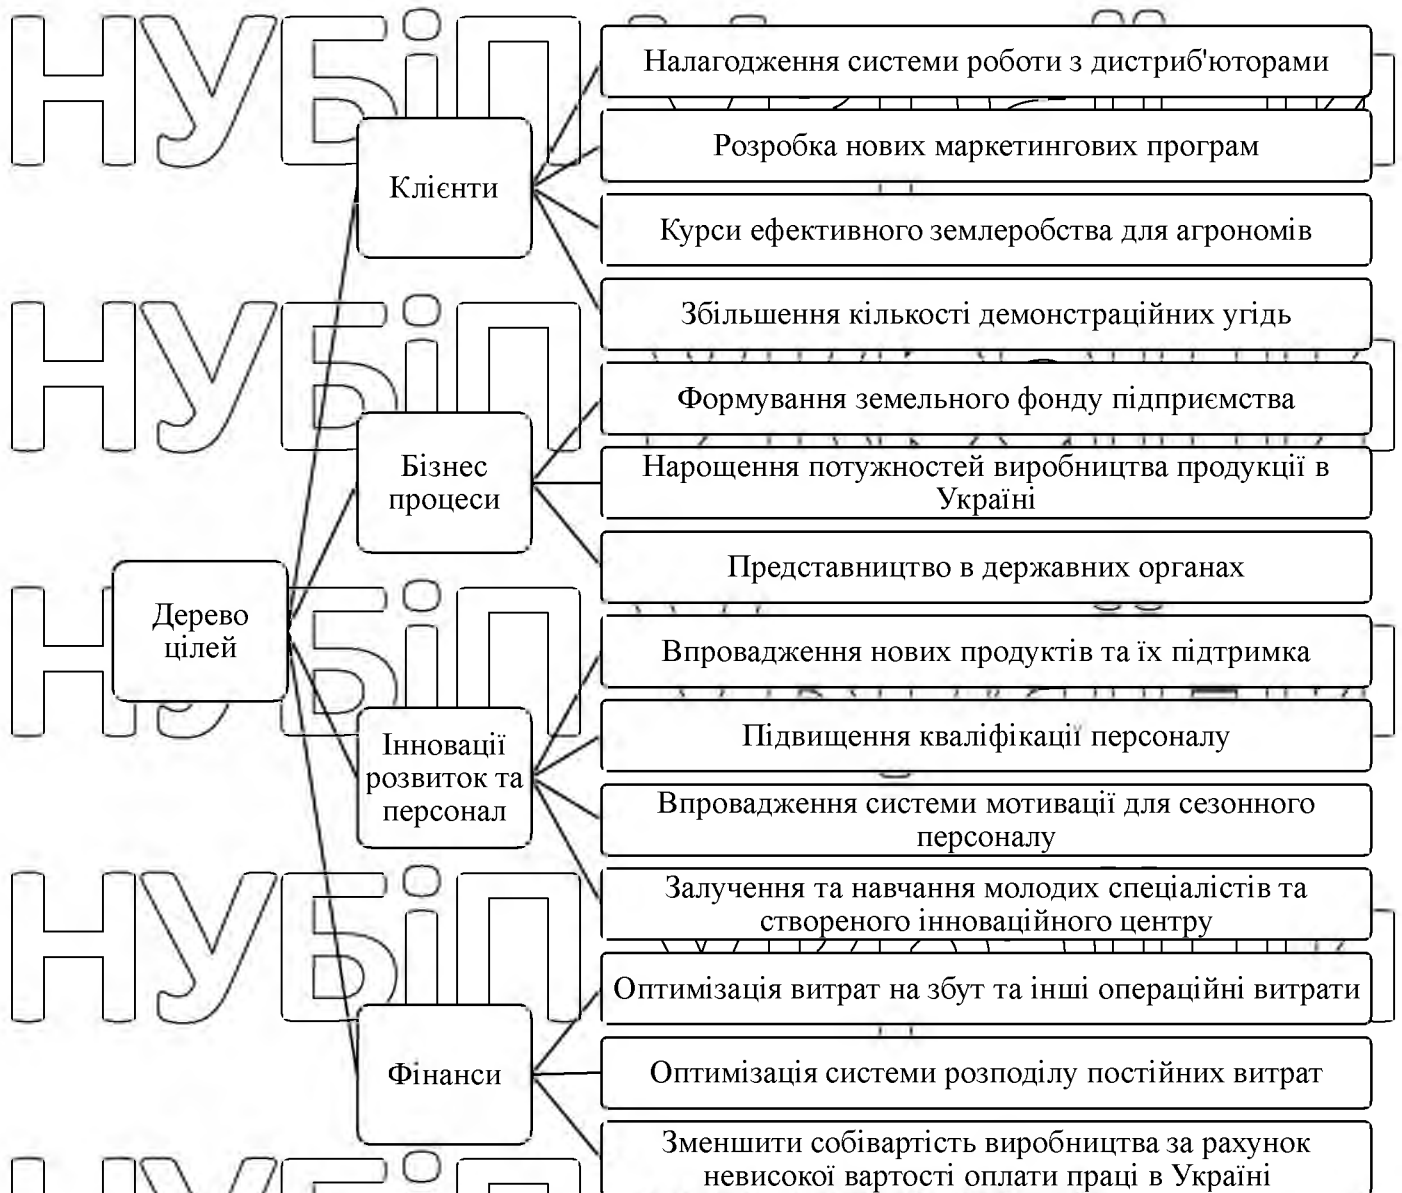 НУБіП
Налагодження системи роботи з дистриб'юторами
Розробка нових маркетингових програм
Клієнти
Курси ефективного землеробства для агрономів
Збільшення кількості демонстраційних угідь
НУБіП
Формування земельного фонду підприємства
Бізнес
процеси
Нарощення потужностей виробництва продукції в
Україні
Представництво в державних органах
Дерево
цілей
НУБіП
Впровадження нових продуктів та їх підтримка
Підвищення кваліфікації персоналу
Інновації
розвиток та
персонал
Впровадження системи мотивації для сезонного
персоналу
Залучення та навчання молодих спеціалістів та
створеного інноваційного центру
НУБіП
Оптимізація витрат на збут та інші операційні витрати
Фінанси
Оптимізація системи розподілу постійних витрат
Зменшити собівартість виробництва за рахунок
невисокої вартості оплати праці в Україні